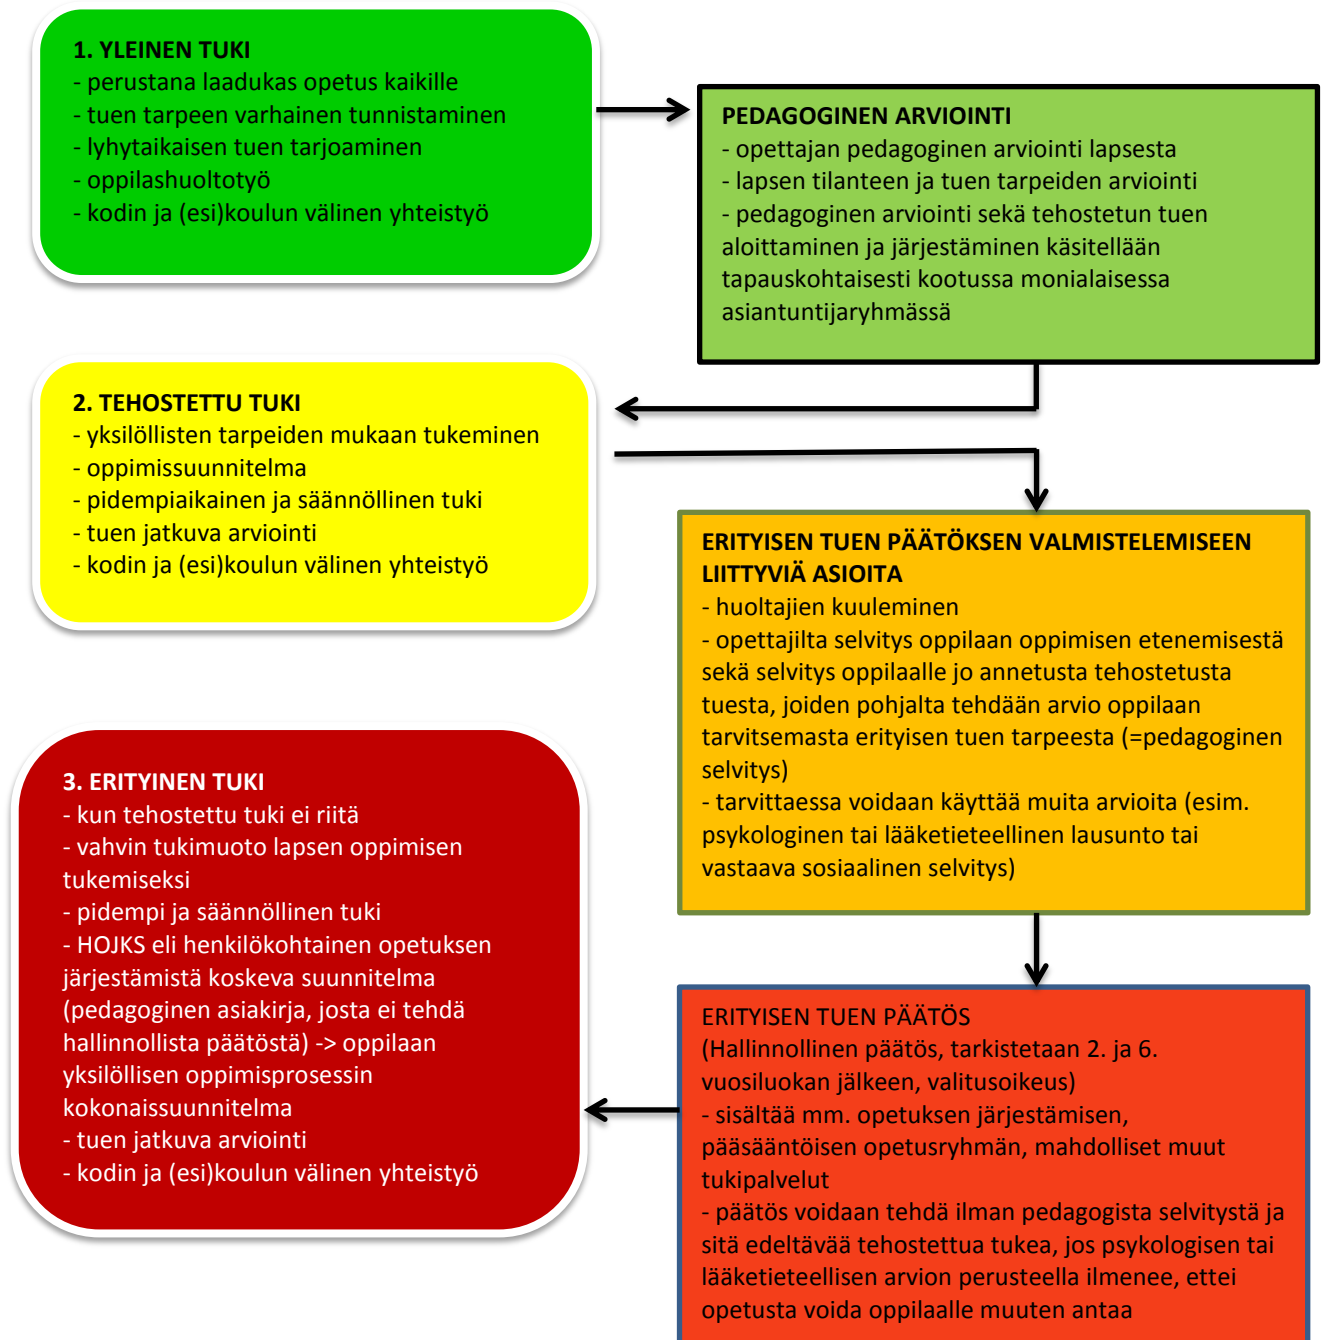 1. YLEINEN TUKI
- perustana laadukas opetus kaikille
- tuen tarpeen varhainen tunnistaminen
- lyhytaikaisen tuen tarjoaminen
- oppilashuoltotyö
- kodin ja (esi)koulun välinen yhteistyö
PEDAGOGINEN ARVIOINTI
- opettajan pedagoginen arviointi lapsesta
- lapsen tilanteen ja tuen tarpeiden arviointi
- pedagoginen arviointi sekä tehostetun tuen
aloittaminen ja järjestäminen käsitellään
tapauskohtaisesti kootussa monialaisessa
asiantuntijaryhmässä
2. TEHOSTETTU TUKI
- yksilöllisten tarpeiden mukaan tukeminen
- oppimissuunnitelma
- pidempiaikainen ja säännöllinen tuki
- tuen jatkuva arviointi
- kodin ja (esi)koulun välinen yhteistyö
ERITYISEN TUEN PÄÄTÖKSEN VALMISTELEMISEEN
LIITTYVIÄ ASIOITA
- huoltajien kuuleminen
- opettajilta selvitys oppilaan oppimisen etenemisestä
sekä selvitys oppilaalle jo annetusta tehostetusta
tuesta, joiden pohjalta tehdään arvio oppilaan
tarvitsemasta erityisen tuen tarpeesta (=pedagoginen
selvitys)
- tarvittaessa voidaan käyttää muita arvioita (esim.
psykologinen tai lääketieteellinen lausunto tai
vastaava sosiaalinen selvitys)
3. ERITYINEN TUKI
- kun tehostettu tuki ei riitä
- vahvin tukimuoto lapsen oppimisen
tukemiseksi
- pidempi ja säännöllinen tuki
- HOJKS eli henkilökohtainen opetuksen
järjestämistä koskeva suunnitelma
(pedagoginen asiakirja, josta ei tehdä
hallinnollista päätöstä) -> oppilaan
yksilöllisen oppimisprosessin
kokonaissuunnitelma
- tuen jatkuva arviointi
- kodin ja (esi)koulun välinen yhteistyö
ERITYISEN TUEN PÄÄTÖS
(Hallinnollinen päätös, tarkistetaan 2. ja 6.
vuosiluokan jälkeen, valitusoikeus)
- sisältää mm. opetuksen järjestämisen,
pääsääntöisen opetusryhmän, mahdolliset muut
tukipalvelut
- päätös voidaan tehdä ilman pedagogista selvitystä ja
sitä edeltävää tehostettua tukea, jos psykologisen tai
lääketieteellisen arvion perusteella ilmenee, ettei
opetusta voida oppilaalle muuten antaa